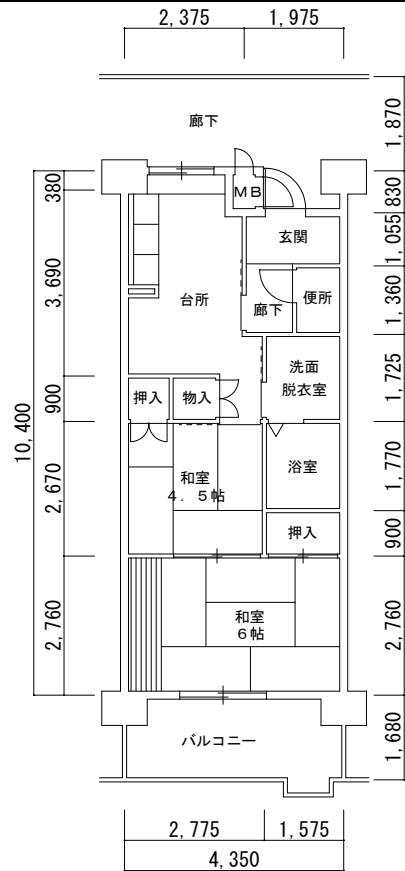 2,375
1,975
廊下
1,870
380
MB
830
玄関
1,055
3,690
台所
廊下
便所
1,360
洗面
脱衣室
1,725
900
押入
物入
10,400
2,670
和室
4．5帖
浴室
1,770
押入
900
2,760
和室
6帖
2,760
バルコニー
1,680
2,775
1,575
4,350